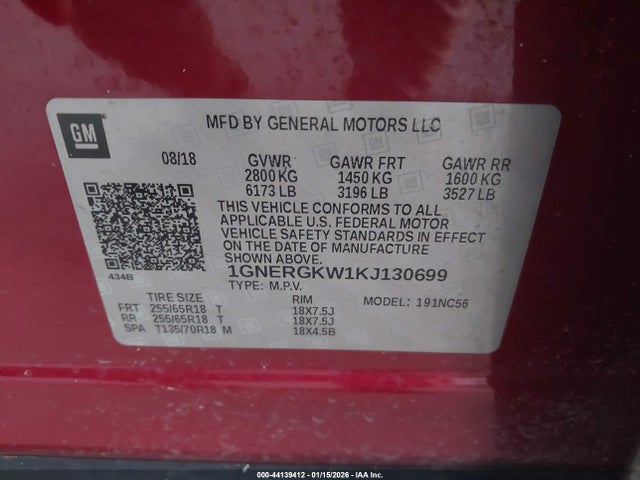 GM
MFD BY GENERAL MOTORS LLC
08/18 GVWR GAWR FRT GAWR RR
2800 KG 1450 KG 1600 KG
6173 LB 3196 LB 3527 LB
THIS VEHICLE CONFORMS TO ALL
APPLICABLE U.S. FEDERAL MOTOR
VEHICLE SAFETY STANDARDS IN EFFECT
ON THE DATE OF MANUFACTURE
SHOWN ABOVE.
434B 1GNERGKW1KJ130699
TYPE: M.P.V.
TIRE SIZE RIM MODEL: 191NC56
FRT 255/65R18 T 18X7.5J
RR 255/65R18 T 18X7.5J
SPA T135/70R18 M 18X4.5B
000-44139412 - 01/15/2026 - IAA Inc.